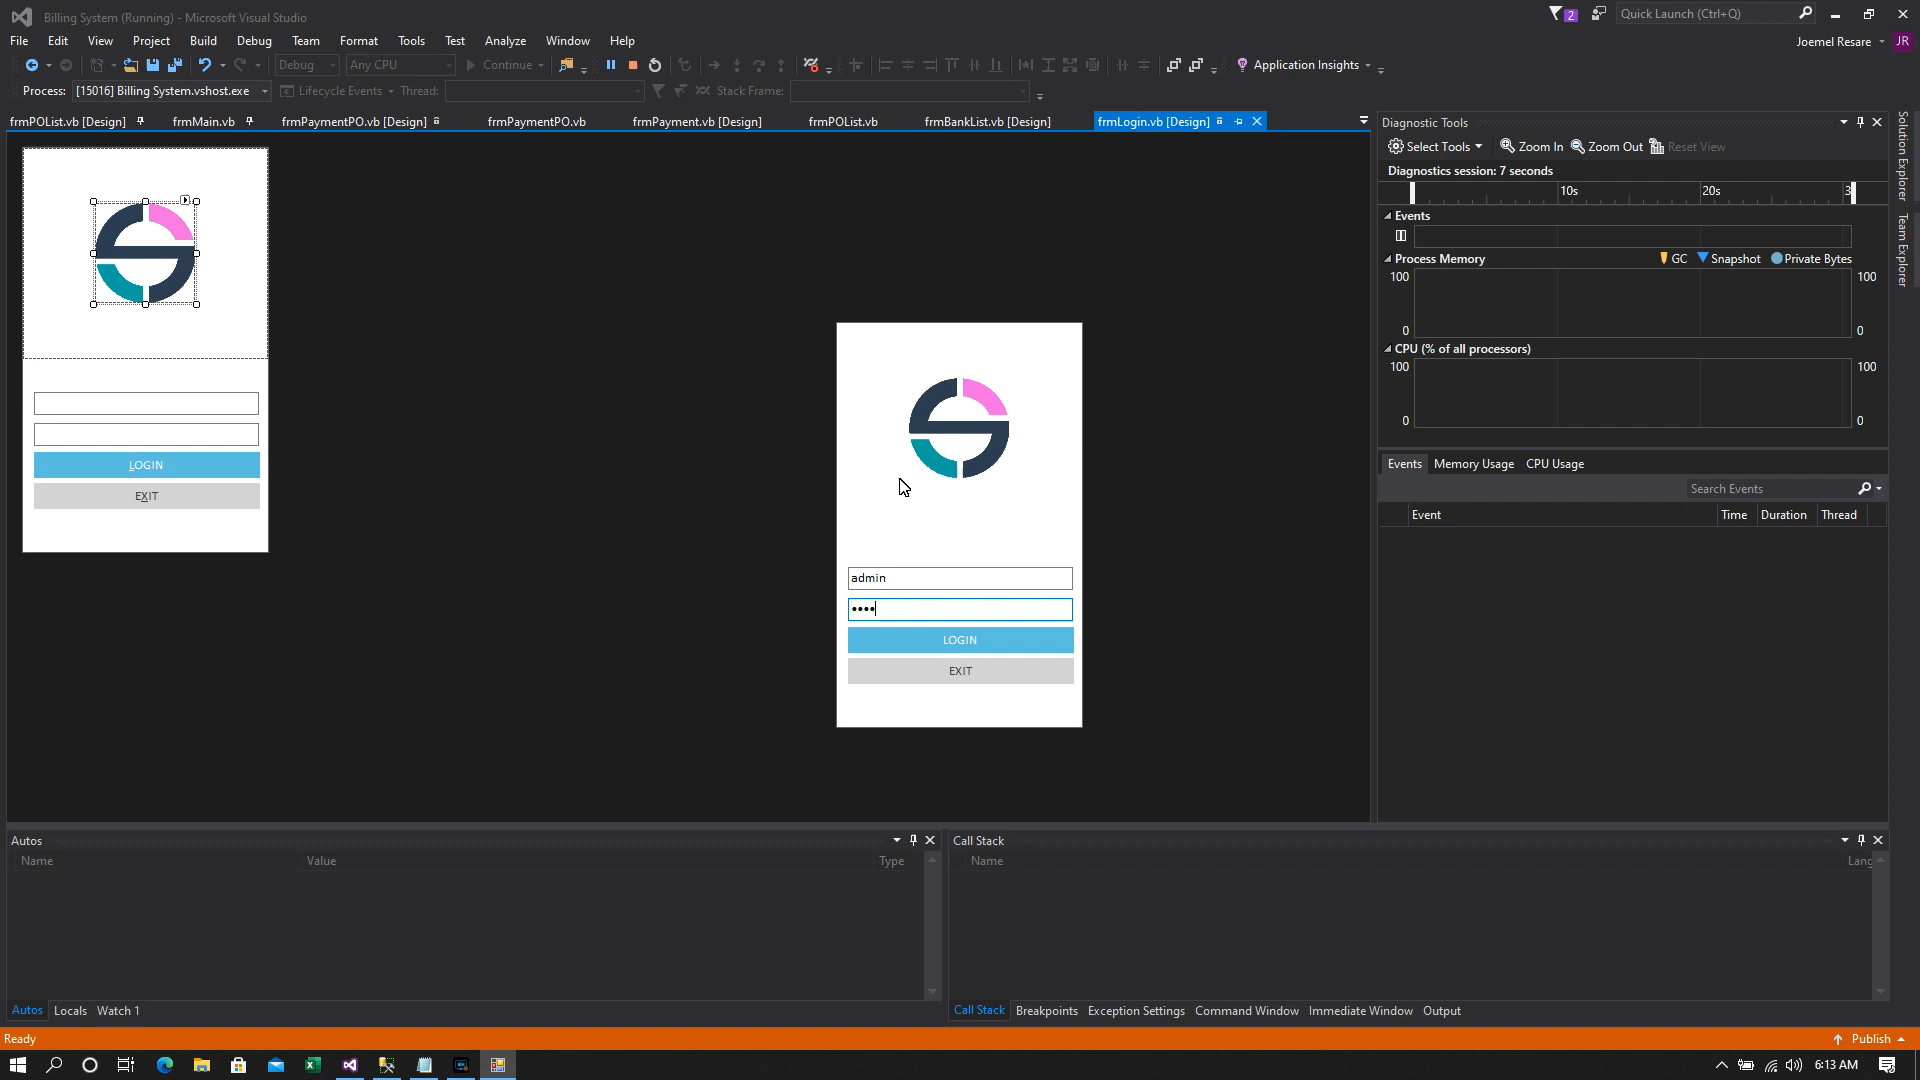 Billing System (Running) - Microsoft Visual Studio
2
Quick Launch (Ctrl+Q)
File Edit View Project Build Debug Team Format Tools Test Analyze Window Help
Joemel Resare JR
Debug Any CPU Continue Application Insights
Process: [15016] Billing System.vshost.exe Lifecycle Events Thread: Stack Frame:
frmPOList.vb [Design] frmMain.vb frmPaymentPO.vb [Design] frmPaymentPO.vb frmPayment.vb [Design] frmPOList.vb frmBankList.vb [Design] frmLogin.vb [Design]
LOGIN
EXIT
admin
••••
LOGIN
EXIT
Diagnostic Tools
Select Tools Zoom In Zoom Out Reset View
Diagnostics session: 7 seconds
10s 20s 3
Events
Process Memory GC Snapshot Private Bytes
100 100
0 0
CPU (% of all processors)
100 100
0 0
Events Memory Usage CPU Usage
Search Events
Event Time Duration Thread
Solution Explorer
Team Explorer
Autos
Name Value Type
Autos Locals Watch 1
Call Stack
Name Lang
Call Stack Breakpoints Exception Settings Command Window Immediate Window Output
Ready
Publish
6:13 AM